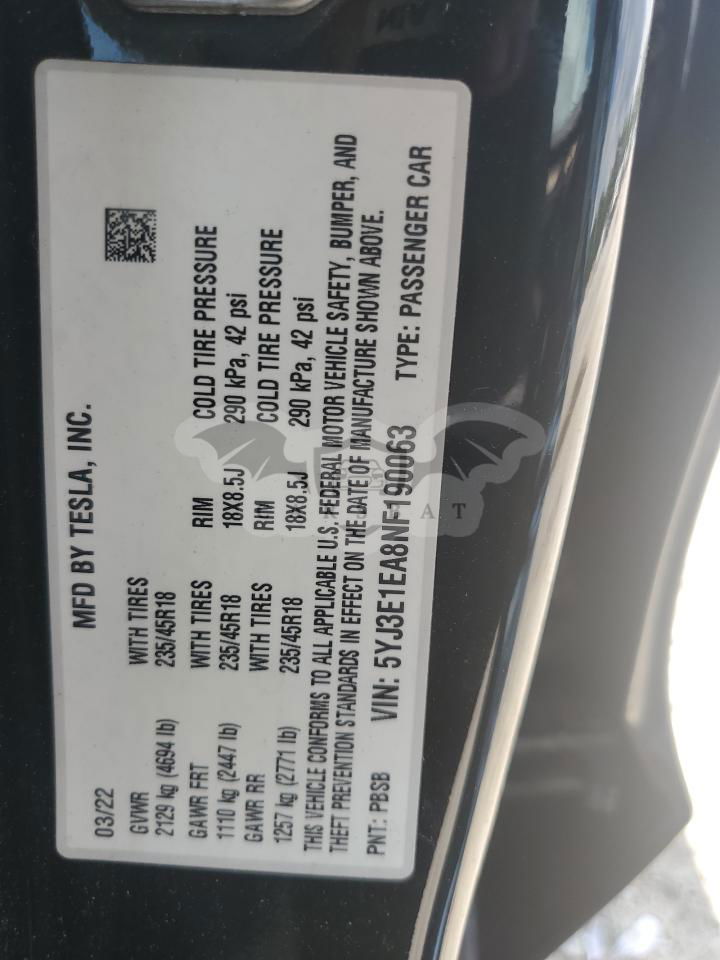 MFD BY TESLA, INC.
03/22
GVWR WITH TIRES
2129 kg (4694 lb) 235/45R18
GAWR FRT WITH TIRES RIM COLD TIRE PRESSURE
1110 kg (2447 lb) 235/45R18 18X8.5J 290 kPa, 42 psi
GAWR RR WITH TIRES RIM COLD TIRE PRESSURE
1257 kg (2771 lb) 235/45R18 18X8.5J 290 kPa, 42 psi
THIS VEHICLE CONFORMS TO ALL APPLICABLE U.S. FEDERAL MOTOR VEHICLE SAFETY, BUMPER, AND
THEFT PREVENTION STANDARDS IN EFFECT ON THE DATE OF MANUFACTURE SHOWN ABOVE.
PNT: PBSB VIN: 5YJ3E1EA8NF190063 TYPE: PASSENGER CAR